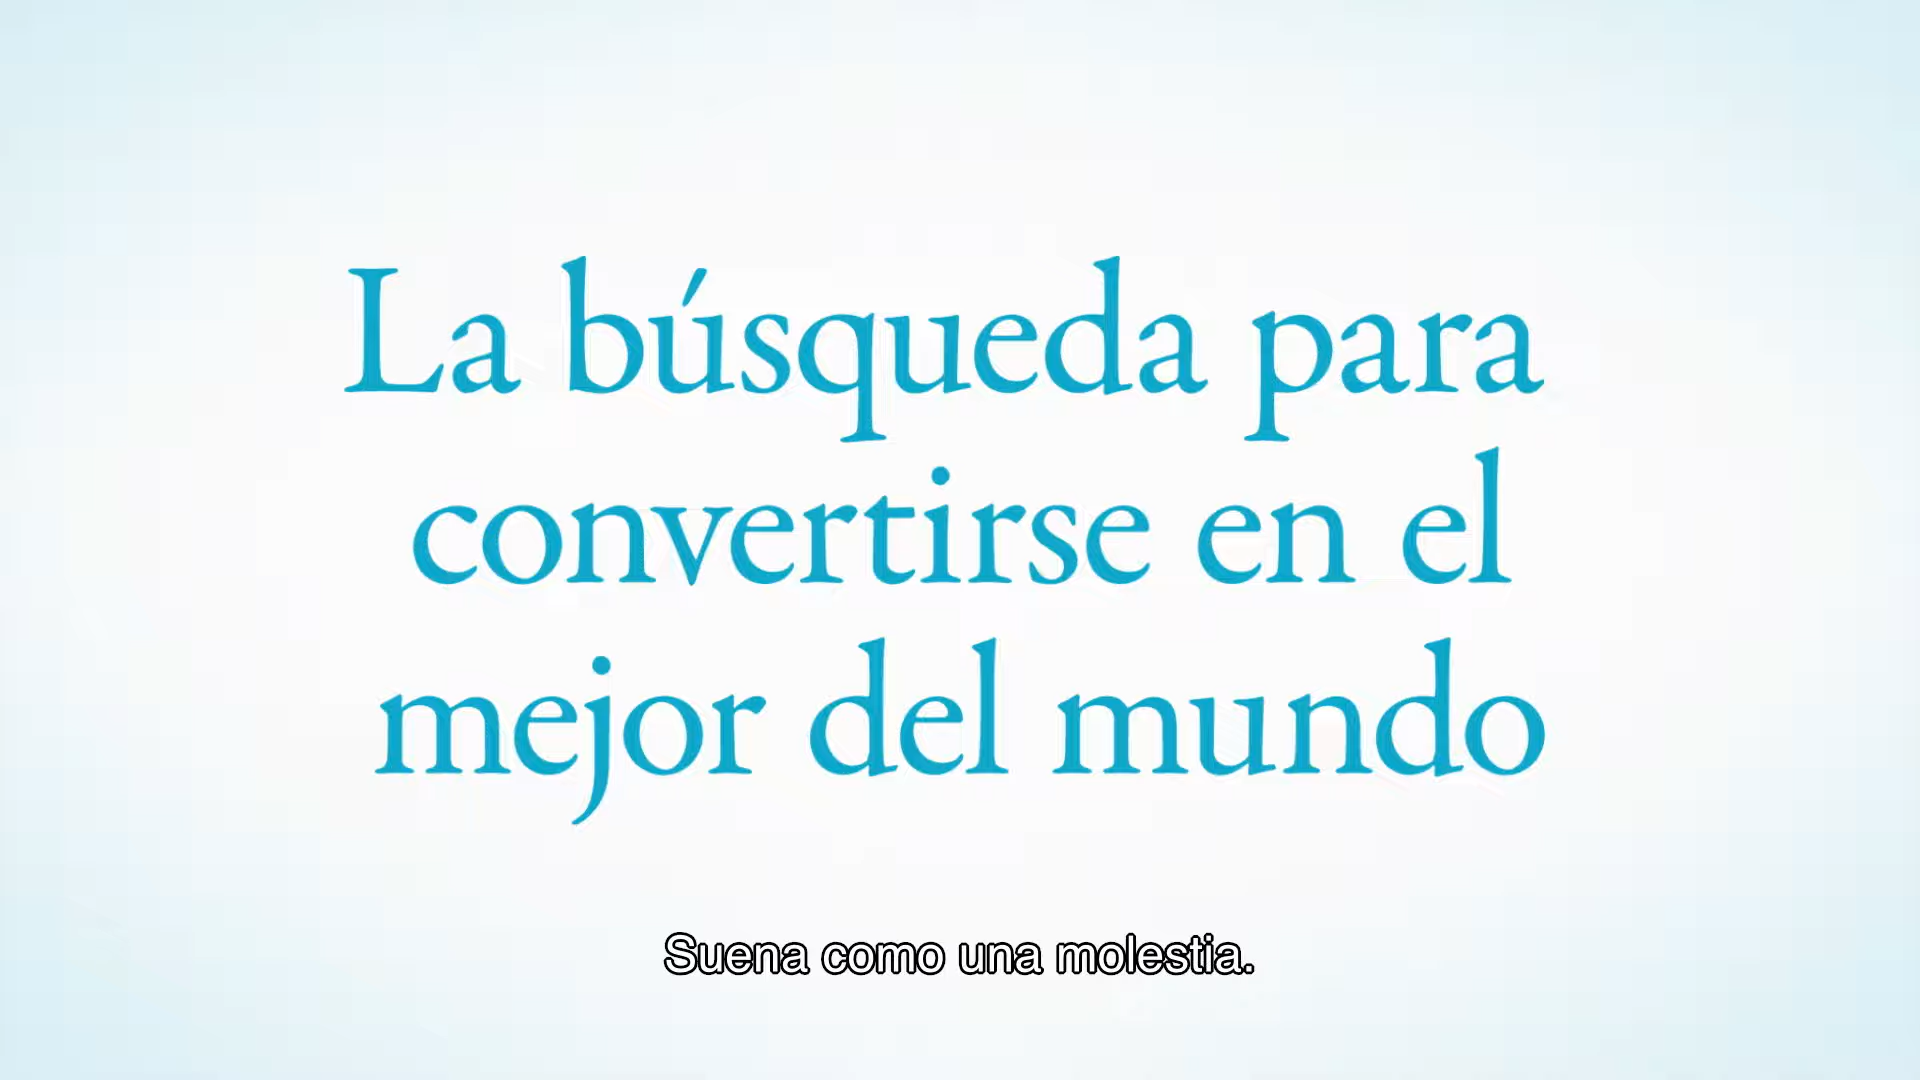 La búsqueda para
convertirse en el
mejor del mundo
Suena como una molestia.